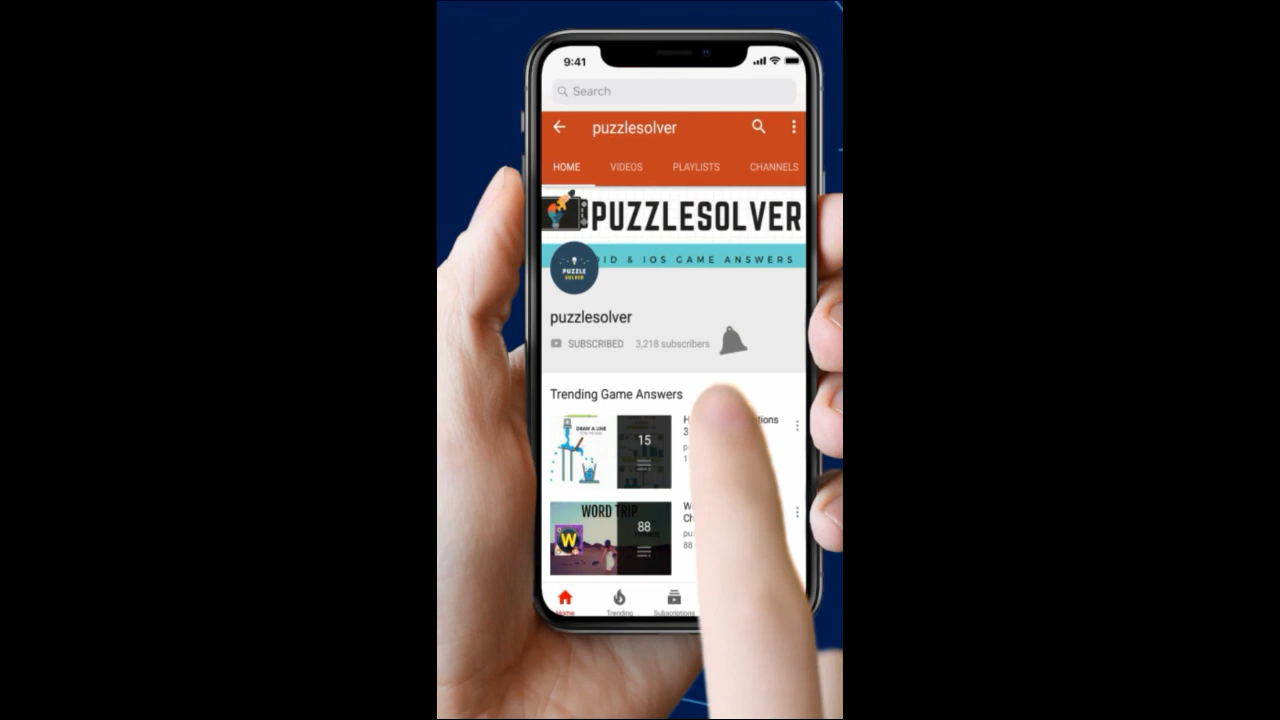 9:41
Search
puzzlesolver
HOME VIDEOS PLAYLISTS CHANNELS
PUZZLESOLVER
& IOS GAME ANSWERS
PUZZLE
SOLVER
puzzlesolver
SUBSCRIBED 3,218 subscribers
Trending Game Answers
DRAW A LINE
15
WORD TRIP
W
88
88
Home Trending Subscriptions